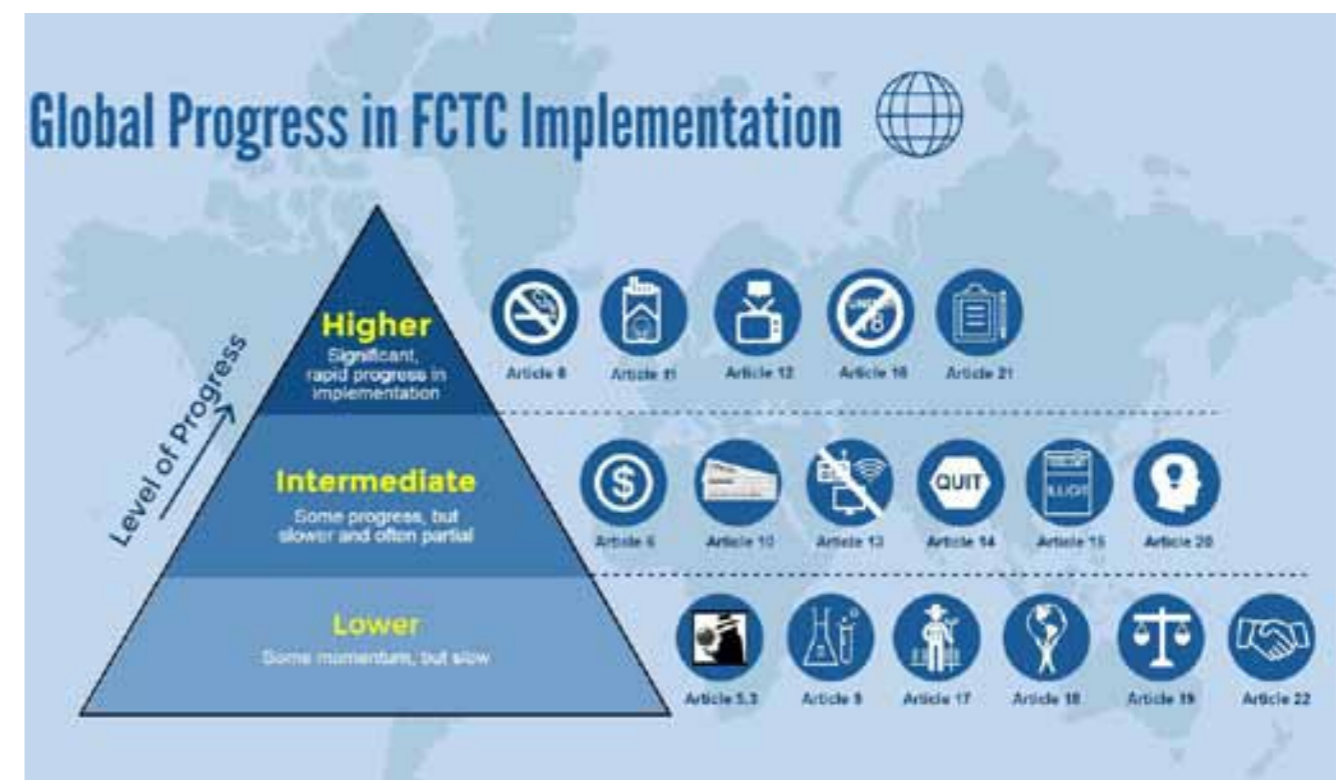 Global Progress in FCTC Implementation
Level of Progress
Higher
Significant,
rapid progress in
implementation
UNDER
18
Article 8
Article 11
Article 12
Article 16
Article 21
Intermediate
Some progress, but
slower and often partial
$
QUIT
ILLICIT
Article 6
Article 10
Article 13
Article 14
Article 15
Article 20
Lower
Some momentum, but slow
Article 5.3
Article 9
Article 17
Article 18
Article 19
Article 22